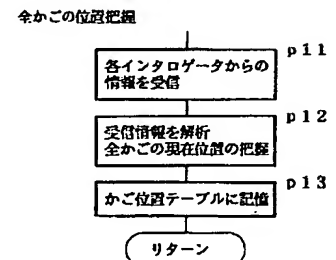 全かごの位置把握
p11
各インタロゲータからの
情報を受信
p12
受信情報を解析
全かごの現在位置の把握
p13
かご位置テーブルに記憶
リターン